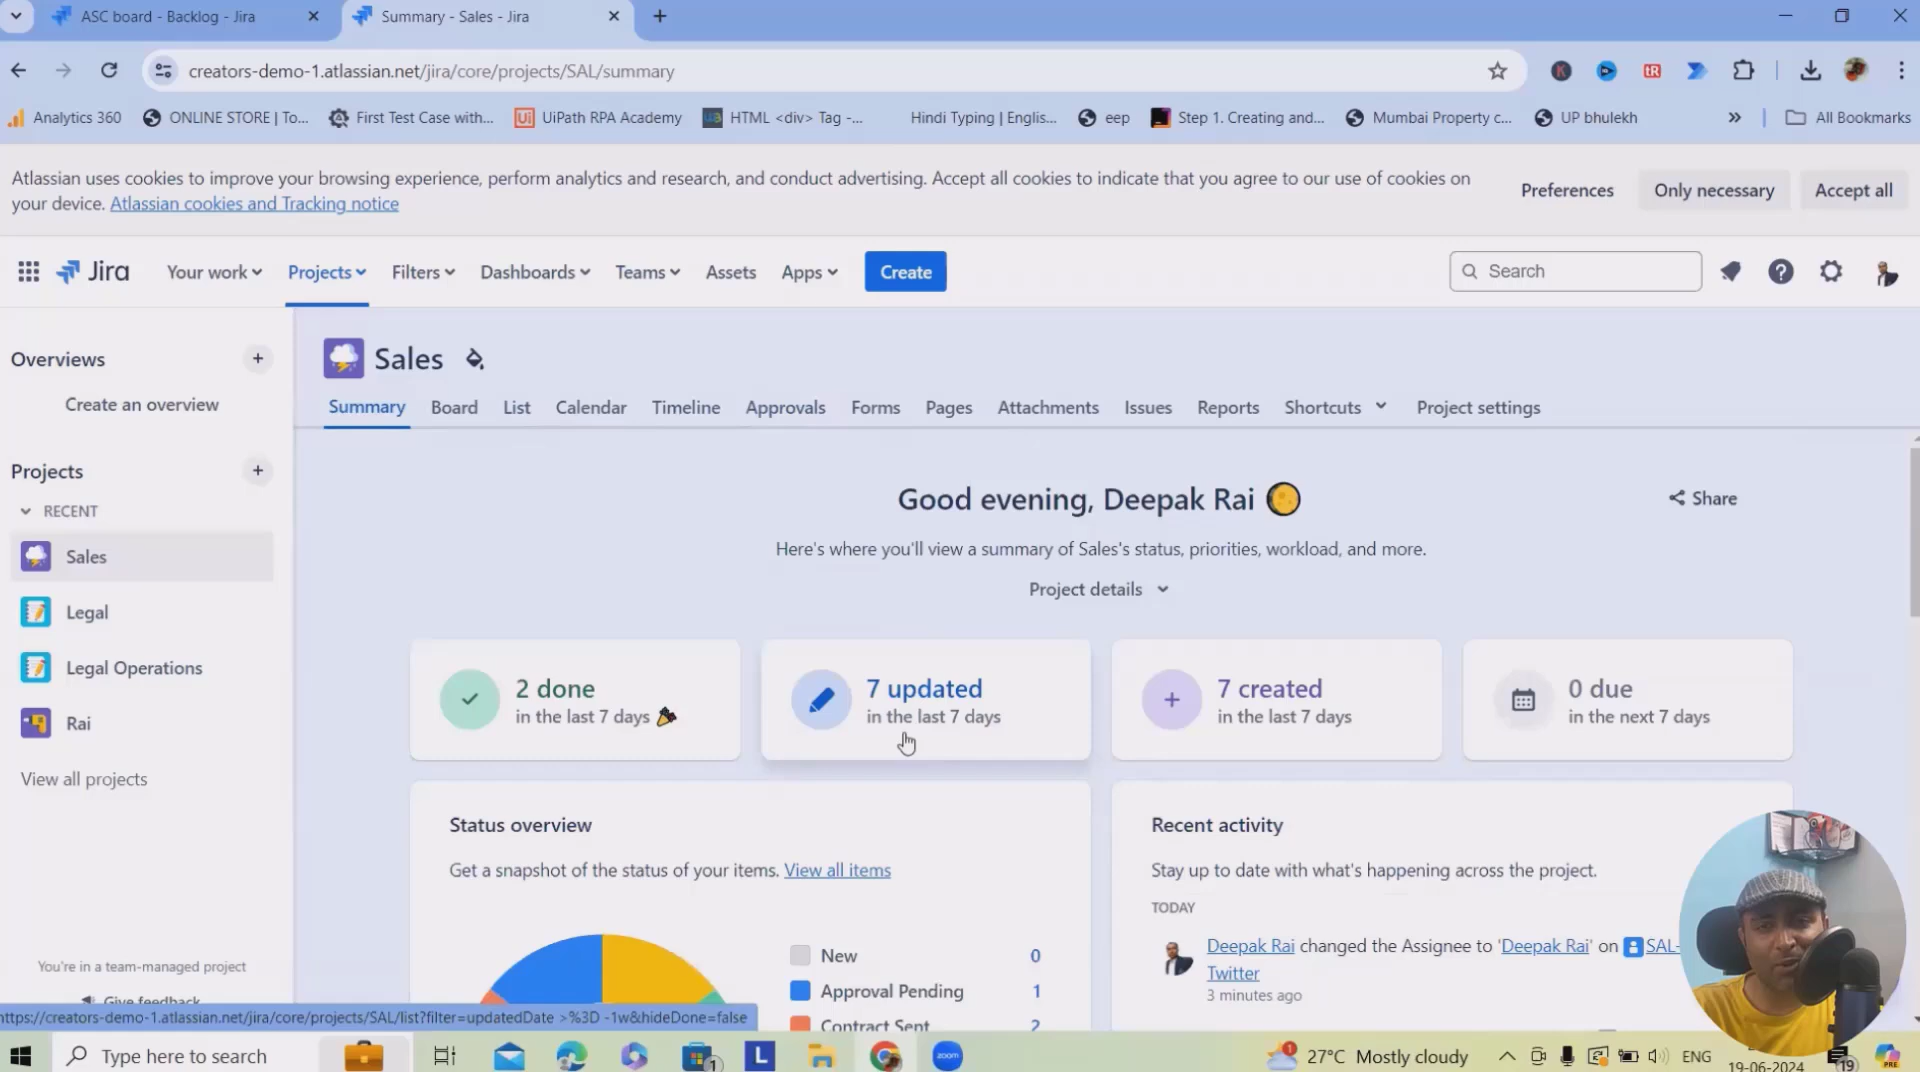 ASC board - Backlog - Jira
Summary - Sales - Jira
creators-demo-1.atlassian.net/jira/core/projects/SAL/summary
Analytics 360
ONLINE STORE | To...
First Test Case with...
UiPath RPA Academy
HTML <div> Tag -...
Hindi Typing | Englis...
eep
Step 1. Creating and...
Mumbai Property c...
UP bhulekh
All Bookmarks
Atlassian uses cookies to improve your browsing experience, perform analytics and research, and conduct advertising. Accept all cookies to indicate that you agree to our use of cookies on
your device. Atlassian cookies and Tracking notice
Preferences
Only necessary
Accept all
Jira
Your work
Projects
Filters
Dashboards
Teams
Assets
Apps
Create
Search
Overviews
Create an overview
Projects
RECENT
Sales
Legal
Legal Operations
Rai
View all projects
You're in a team-managed project
Give feedback
Sales
Summary
Board
List
Calendar
Timeline
Approvals
Forms
Pages
Attachments
Issues
Reports
Shortcuts
Project settings
Good evening, Deepak Rai
Share
Here's where you'll view a summary of Sales's status, priorities, workload, and more.
Project details
2 done
in the last 7 days
7 updated
in the last 7 days
7 created
in the last 7 days
0 due
in the next 7 days
Status overview
Get a snapshot of the status of your items. View all items
New 0
Approval Pending 1
Contract Sent 2
Recent activity
Stay up to date with what's happening across the project.
TODAY
Deepak Rai changed the Assignee to 'Deepak Rai' on SAL-
Twitter
3 minutes ago
https://creators-demo-1.atlassian.net/jira/core/projects/SAL/list?filter=updatedDate >%3D -1w&hideDone=false
Type here to search
27°C Mostly cloudy
ENG
19-06-2024
19